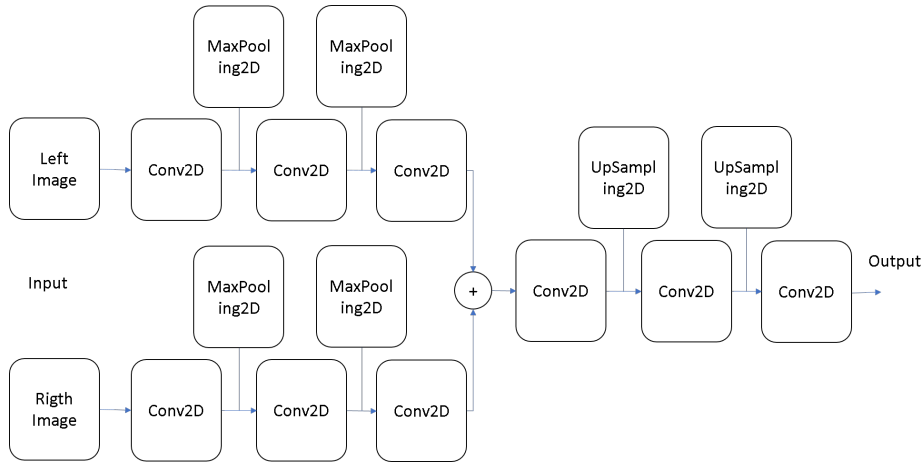 MaxPool
ing2D
MaxPool
ing2D
Left
Image
Conv2D
Conv2D
Conv2D
UpSampl
ing2D
UpSampl
ing2D
Input
MaxPool
ing2D
MaxPool
ing2D
+
Conv2D
Conv2D
Conv2D
Output
Rigth
Image
Conv2D
Conv2D
Conv2D